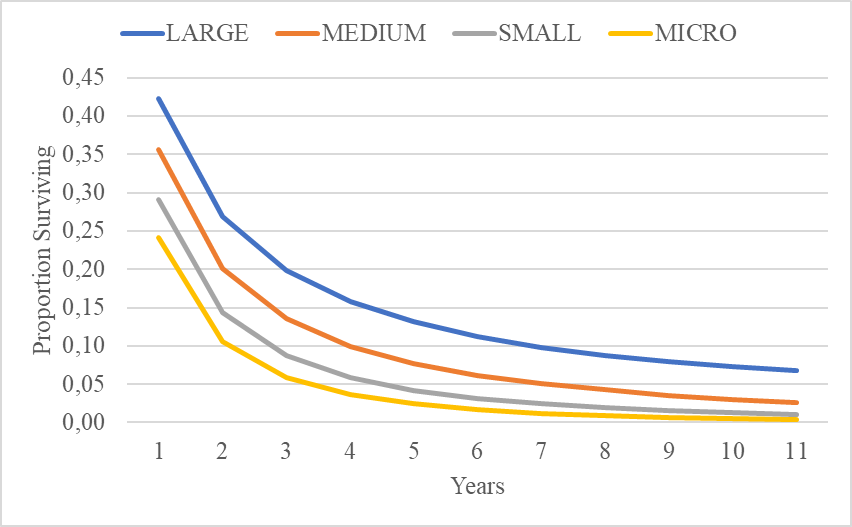 LARGE MEDIUM SMALL MICRO
0,45
0,40
0,35
0,30
0,25
0,20
0,15
0,10
0,05
0,00
Proportion Surviving
1 2 3 4 5 6 7 8 9 10 11
Years